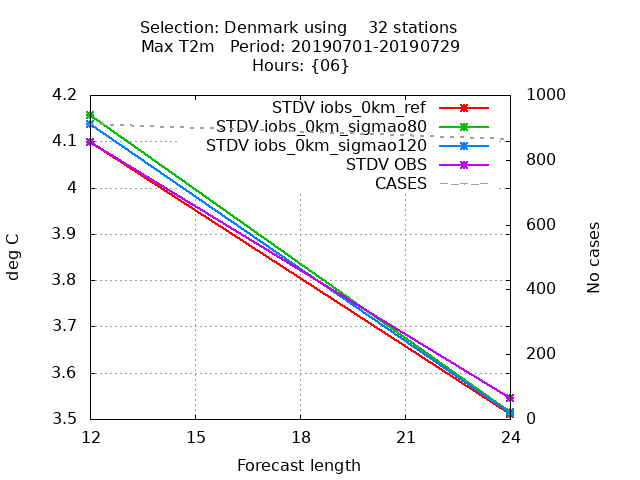 Selection: Denmark using    32 stations
Max T2m   Period: 20190701-20190729
Hours: {06}
STDV iobs_0km_ref
STDV iobs_0km_sigmao80
STDV iobs_0km_sigmao120
STDV OBS
CASES
4.2
4.1
4
3.9
3.8
3.7
3.6
3.5
deg C
1000
800
600
400
200
0
No cases
12 15 18 21 24
Forecast length